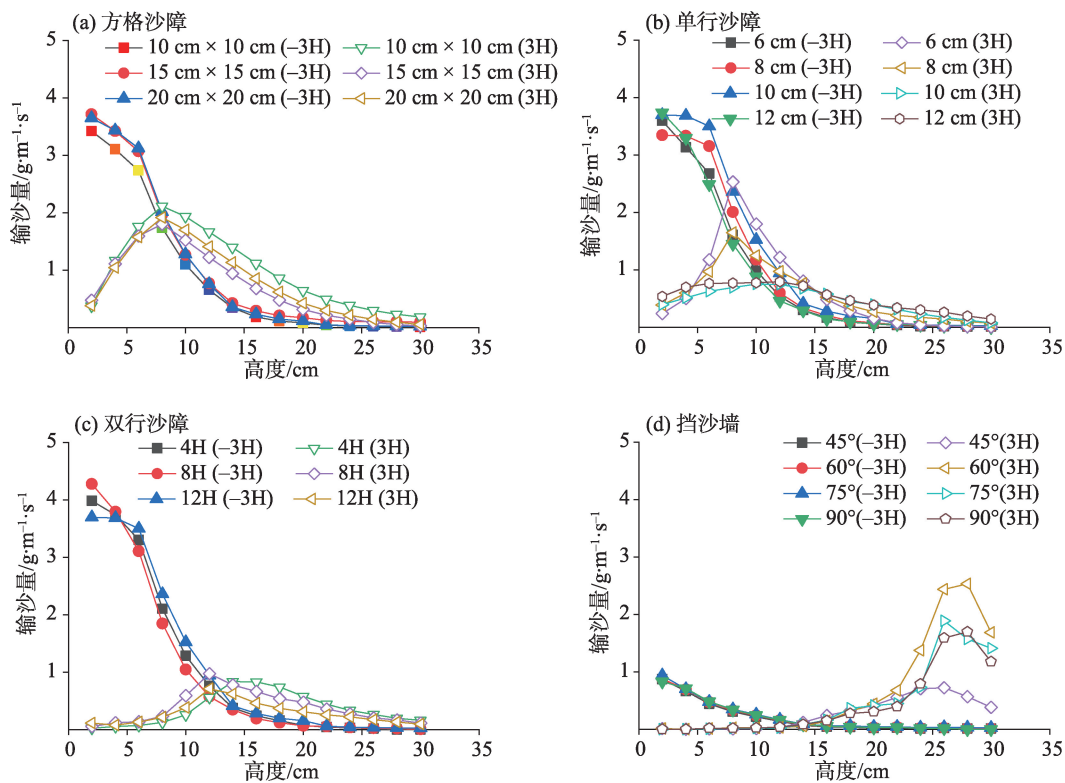 (a) 方格沙障
10 cm × 10 cm (–3H) 10 cm × 10 cm (3H)
15 cm × 15 cm (–3H) 15 cm × 15 cm (3H)
20 cm × 20 cm (–3H) 20 cm × 20 cm (3H)
5
4
3
2
1
输沙量/g·m⁻¹·s⁻¹
0 5 10 15 20 25 30 35
高度/cm
(b) 单行沙障
6 cm (–3H) 6 cm (3H)
8 cm (–3H) 8 cm (3H)
10 cm (–3H) 10 cm (3H)
12 cm (–3H) 12 cm (3H)
5
4
3
2
1
输沙量/g·m⁻¹·s⁻¹
0 5 10 15 20 25 30 35
高度/cm
(c) 双行沙障
4H (–3H) 4H (3H)
8H (–3H) 8H (3H)
12H (–3H) 12H (3H)
5
4
3
2
1
输沙量/g·m⁻¹·s⁻¹
0 5 10 15 20 25 30 35
高度/cm
(d) 挡沙墙
45°(–3H) 45°(3H)
60°(–3H) 60°(3H)
75°(–3H) 75°(3H)
90°(–3H) 90°(3H)
5
4
3
2
1
输沙量/g·m⁻¹·s⁻¹
0 5 10 15 20 25 30 35
高度/cm